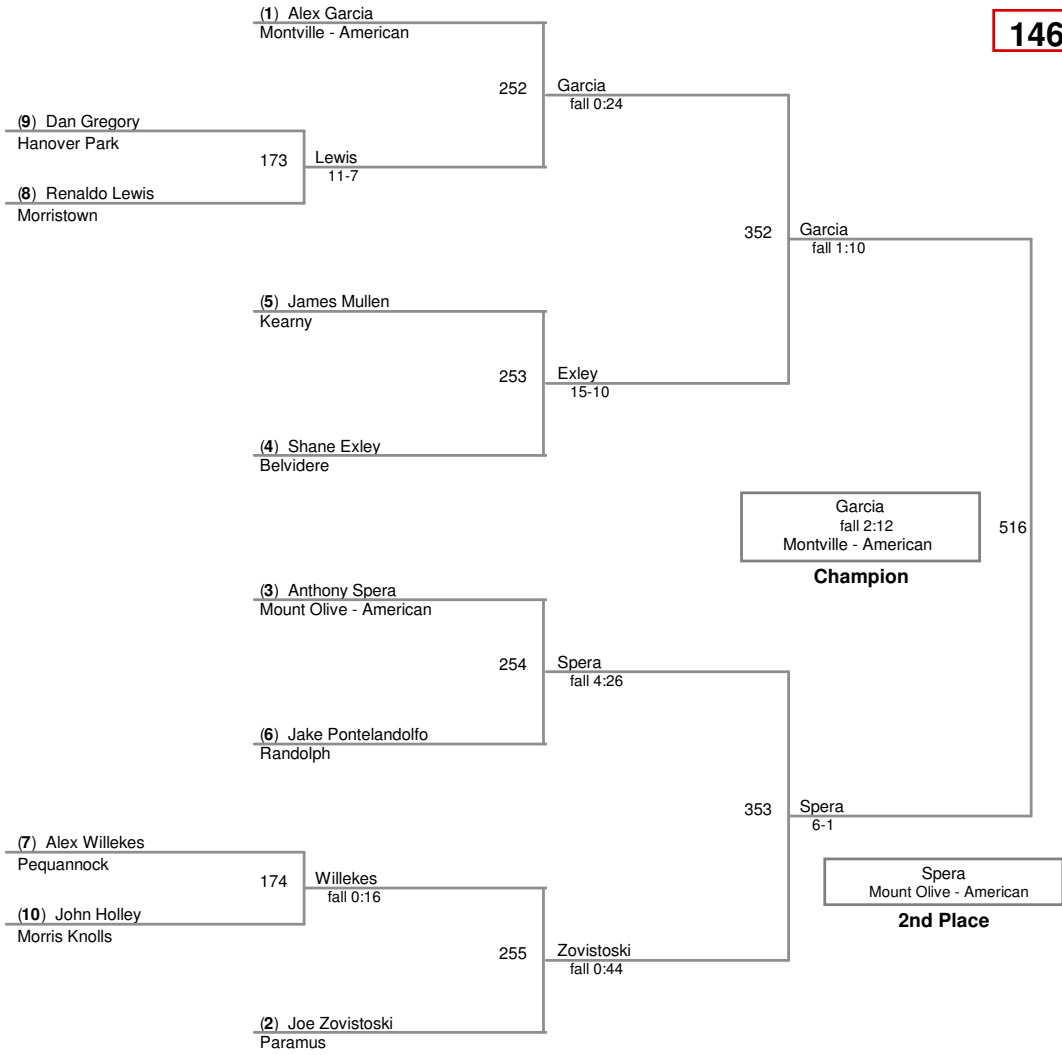 (1) Alex Garcia
Montville - American
146
252
Garcia
fall 0:24
(9) Dan Gregory
Hanover Park
173
Lewis
11-7
(8) Renaldo Lewis
Morristown
352
Garcia
fall 1:10
(5) James Mullen
Kearny
253
Exley
15-10
(4) Shane Exley
Belvidere
Garcia
fall 2:12
Montville - American
516
Champion
(3) Anthony Spera
Mount Olive - American
254
Spera
fall 4:26
(6) Jake Pontelandolfo
Randolph
353
Spera
6-1
(7) Alex Willekes
Pequannock
174
Willekes
fall 0:16
(10) John Holley
Morris Knolls
Spera
Mount Olive - American
2nd Place
255
Zovistoski
fall 0:44
(2) Joe Zovistoski
Paramus